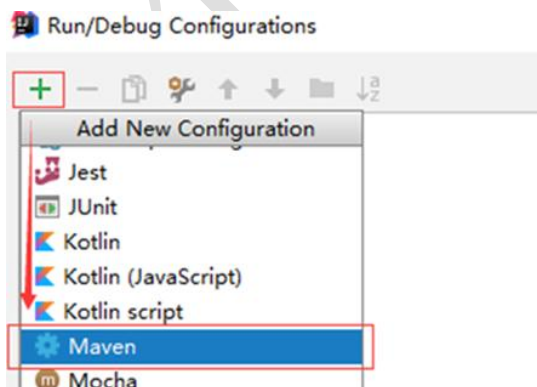 Run/Debug Configurations
Add New Configuration
Jest
JUnit
Kotlin
Kotlin (JavaScript)
Kotlin script
Maven
Mocha